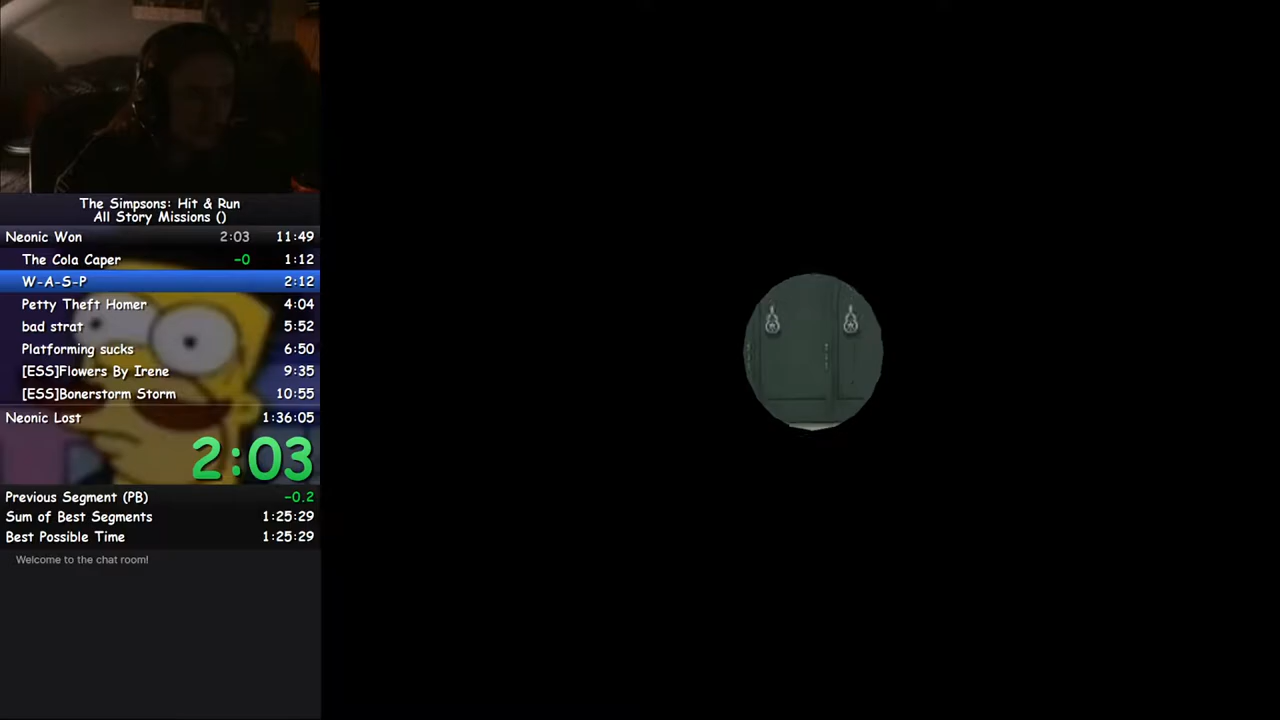 The Simpsons: Hit & Run
All Story Missions ()
Neonic Won 2:03 11:49
The Cola Caper -0 1:12
W-A-S-P 2:12
Petty Theft Homer 4:04
bad strat 5:52
Platforming sucks 6:50
[ESS]Flowers By Irene 9:35
[ESS]Bonerstorm Storm 10:55
Neonic Lost 1:36:05
2:03
Previous Segment (PB) -0.2
Sum of Best Segments 1:25:29
Best Possible Time 1:25:29
Welcome to the chat room!